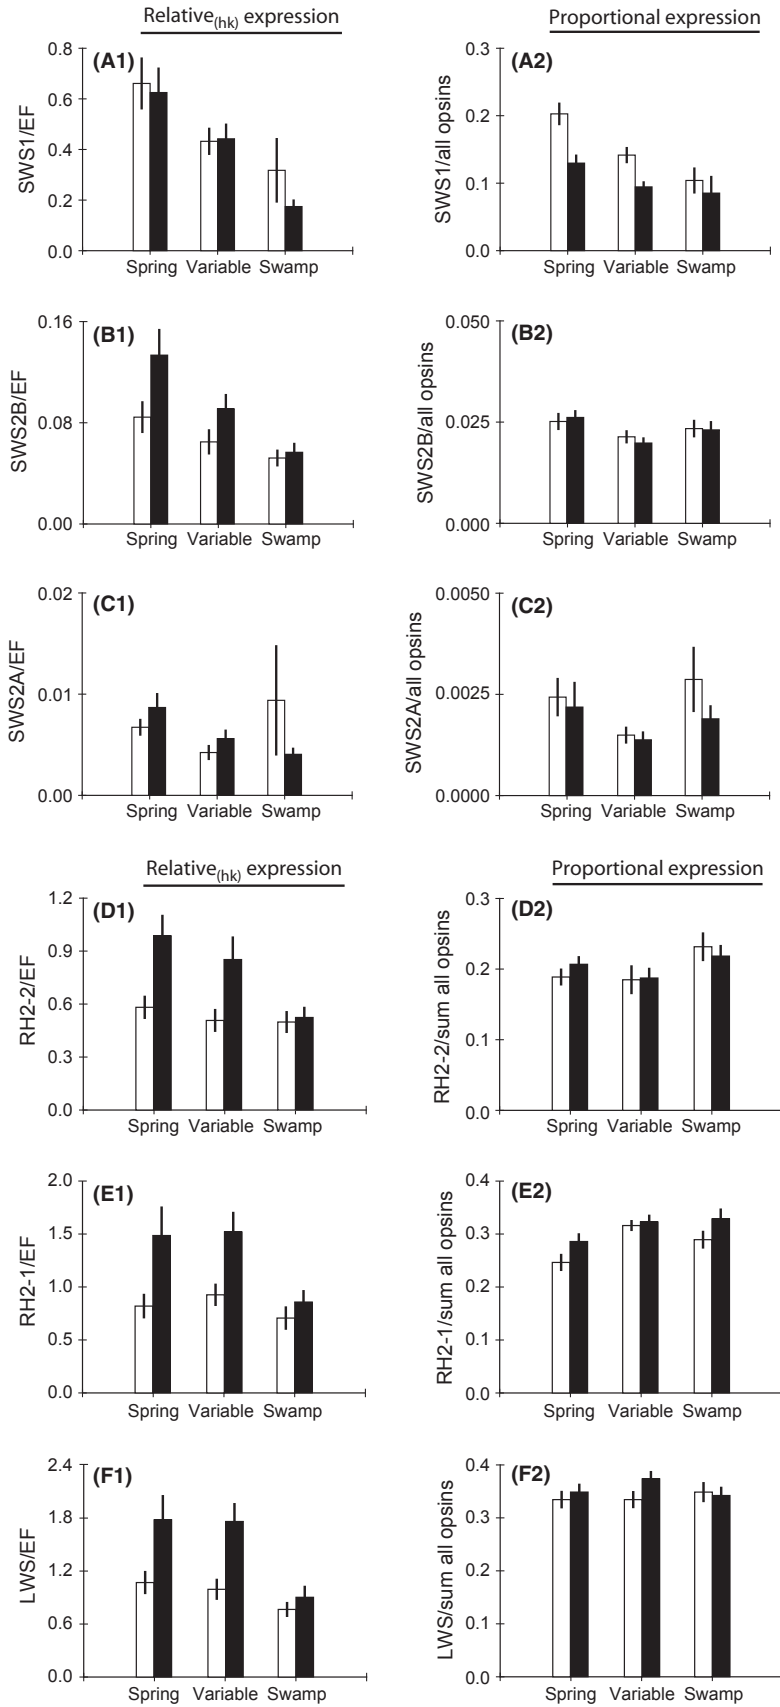 Relative(hk) expression
Proportional expression
(A1)
0.8
0.6
0.4
0.2
0.0
SWS1/EF
Spring Variable Swamp
(A2)
0.3
0.2
0.1
0.0
SWS1/all opsins
Spring Variable Swamp
(B1)
0.16
0.08
0.00
SWS2B/EF
Spring Variable Swamp
(B2)
0.050
0.025
0.000
SWS2B/all opsins
Spring Variable Swamp
(C1)
0.02
0.01
0.00
SWS2A/EF
Spring Variable Swamp
(C2)
0.0050
0.0025
0.0000
SWS2A/all opsins
Spring Variable Swamp
Relative(hk) expression
Proportional expression
(D1)
1.2
0.9
0.6
0.3
0.0
RH2-2/EF
Spring Variable Swamp
(D2)
0.3
0.2
0.1
0.0
RH2-2/sum all opsins
Spring Variable Swamp
(E1)
2.0
1.5
1.0
0.5
0.0
RH2-1/EF
Spring Variable Swamp
(E2)
0.4
0.3
0.2
0.1
0.0
RH2-1/sum all opsins
Spring Variable Swamp
(F1)
2.4
1.8
1.2
0.6
0.0
LWS/EF
Spring Variable Swamp
(F2)
0.4
0.3
0.2
0.1
0.0
LWS/sum all opsins
Spring Variable Swamp